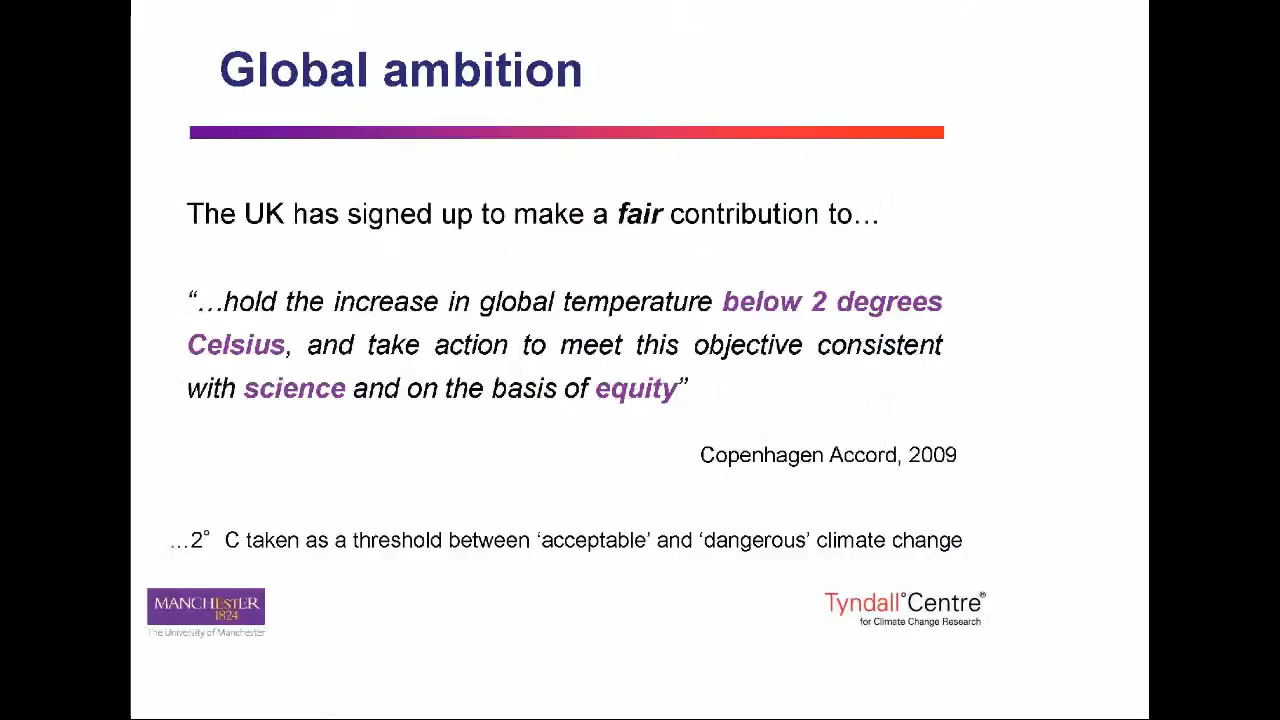 Global ambition
The UK has signed up to make a fair contribution to…
“…hold the increase in global temperature below 2 degrees
Celsius, and take action to meet this objective consistent
with science and on the basis of equity”
Copenhagen Accord, 2009
…2° C taken as a threshold between ‘acceptable’ and ‘dangerous’ climate change
MANCHESTER
1824
The University of Manchester
Tyndall°Centre®
for Climate Change Research